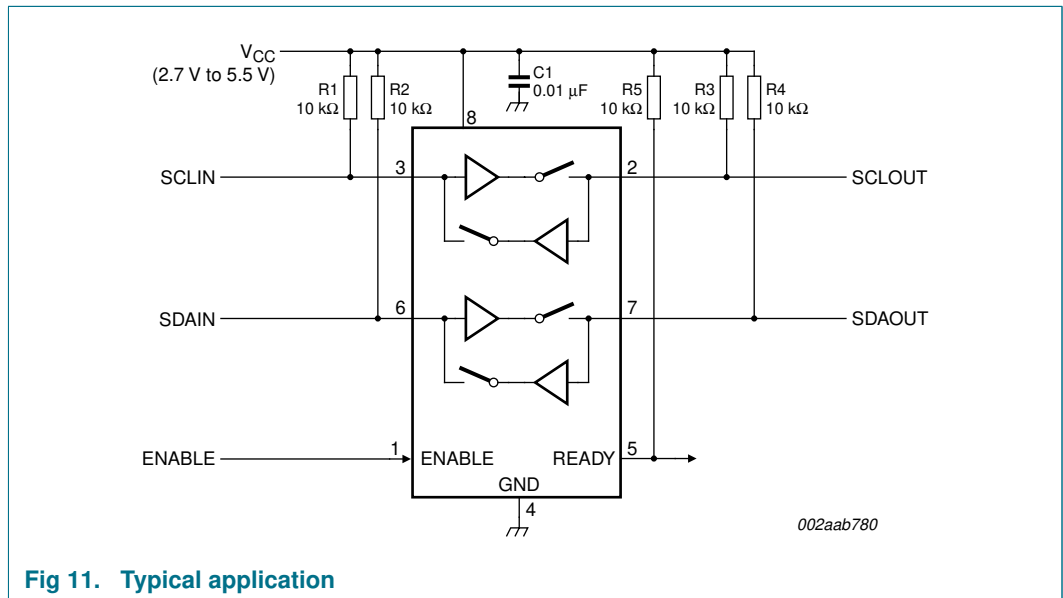 VCC
(2.7 V to 5.5 V)
R1
10 kΩ
R2
10 kΩ
C1
0.01 μF
R5
10 kΩ
R3
10 kΩ
R4
10 kΩ
8
SCLIN
3
2
SCLOUT
SDAIN
6
7
SDAOUT
ENABLE
1
ENABLE
READY
5
GND
4
002aab780
Fig 11. Typical application